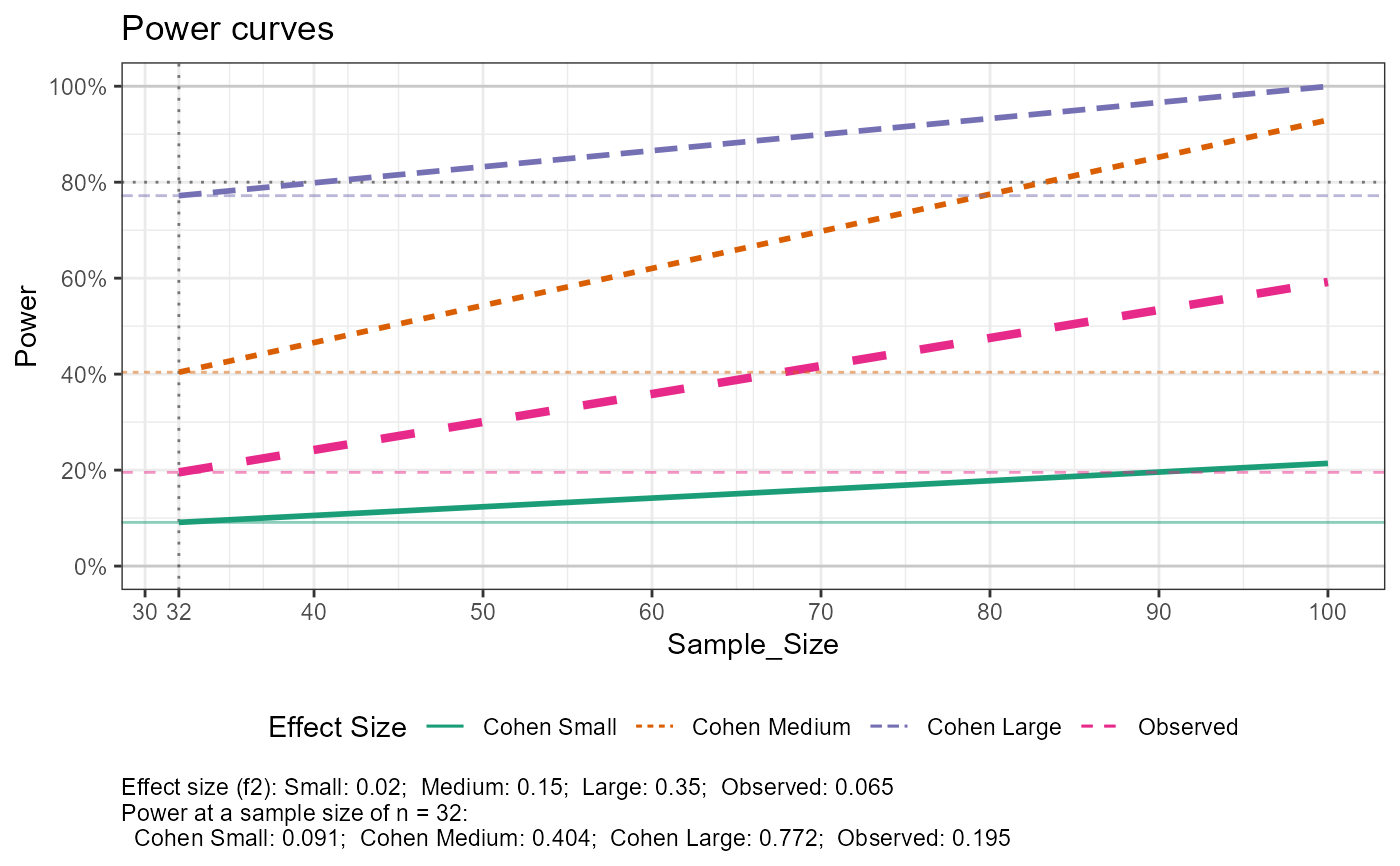 Power curves
100%
80%
60%
40%
20%
0%
Power
30 32 40 50 60 70 80 90 100
Sample_Size
Effect Size Cohen Small Cohen Medium Cohen Large Observed
Effect size (f2): Small: 0.02;  Medium: 0.15;  Large: 0.35;  Observed: 0.065
Power at a sample size of n = 32:
Cohen Small: 0.091;  Cohen Medium: 0.404;  Cohen Large: 0.772;  Observed: 0.195